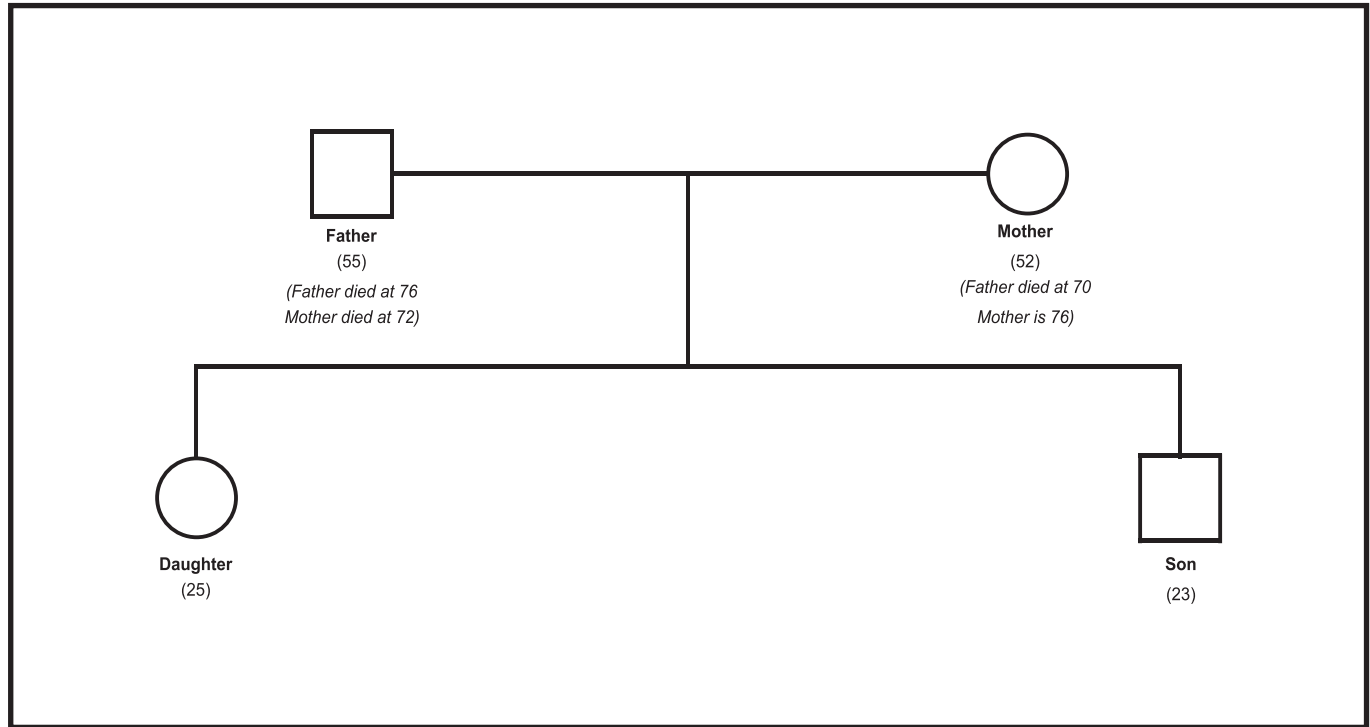 Father
(55)
(Father died at 76
Mother died at 72)
Mother
(52)
(Father died at 70
Mother is 76)
Daughter
(25)
Son
(23)